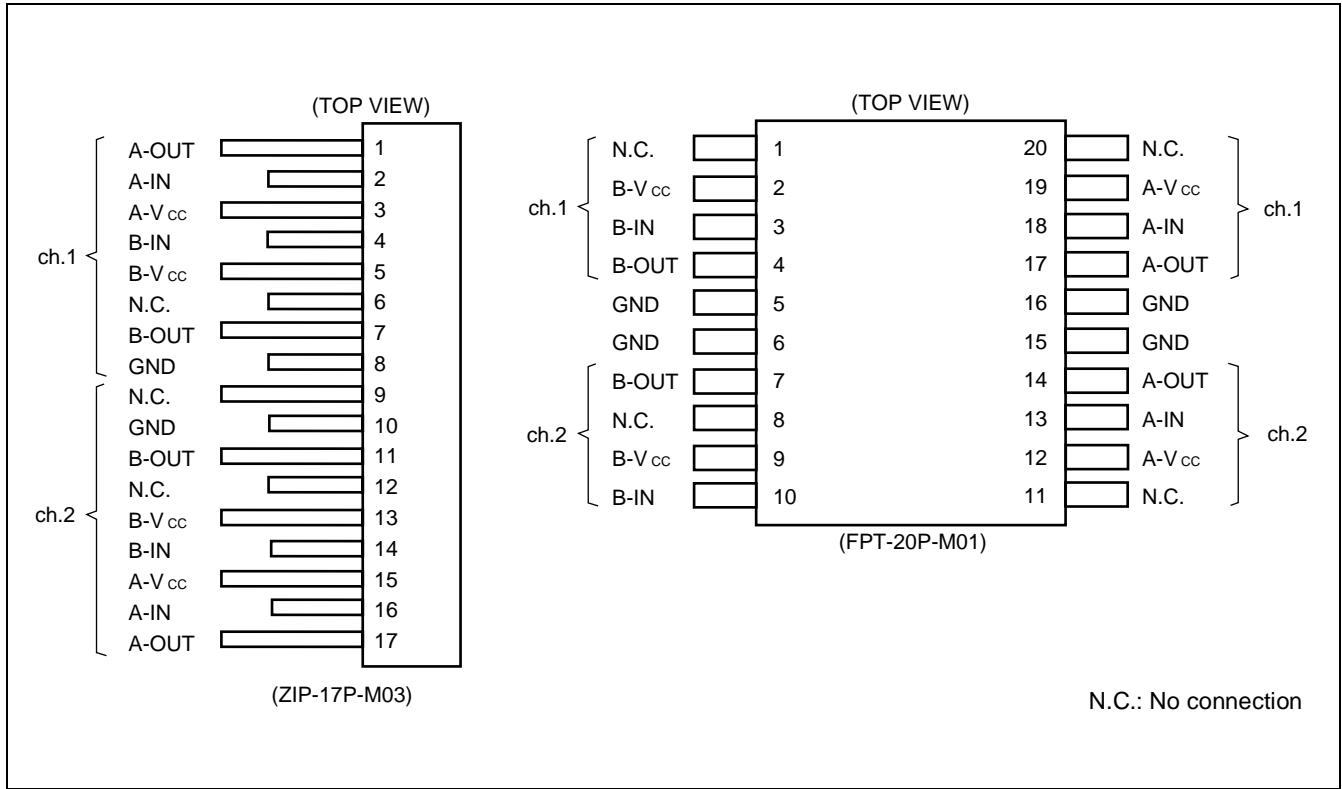 (TOP VIEW)
ch.1
A-OUT 1
A-IN 2
A-VCC 3
B-IN 4
B-VCC 5
N.C. 6
B-OUT 7
GND 8
ch.2
N.C. 9
GND 10
B-OUT 11
N.C. 12
B-VCC 13
B-IN 14
A-VCC 15
A-IN 16
A-OUT 17
(ZIP-17P-M03)
(TOP VIEW)
N.C. 1 20 N.C.
B-VCC 2 19 A-VCC
ch.1 ch.1
B-IN 3 18 A-IN
B-OUT 4 17 A-OUT
GND 5 16 GND
GND 6 15 GND
B-OUT 7 14 A-OUT
N.C. 8 13 A-IN
ch.2 ch.2
B-VCC 9 12 A-VCC
B-IN 10 11 N.C.
(FPT-20P-M01)
N.C.: No connection